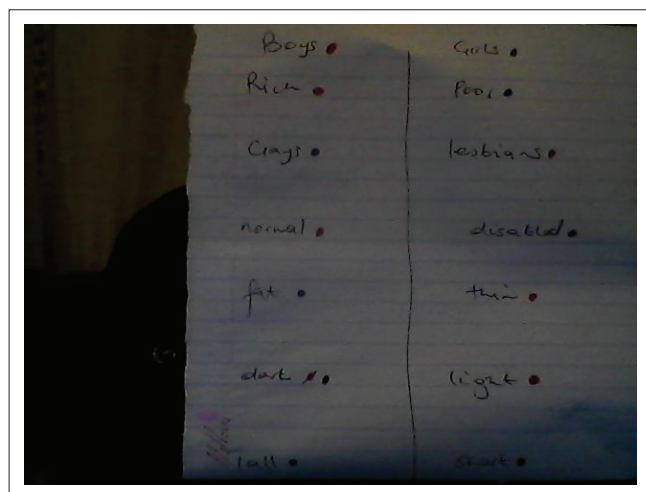 Boys Girls
Rich Poor
Gays lesbians
normal disabled
fat thin
dark light
tall short